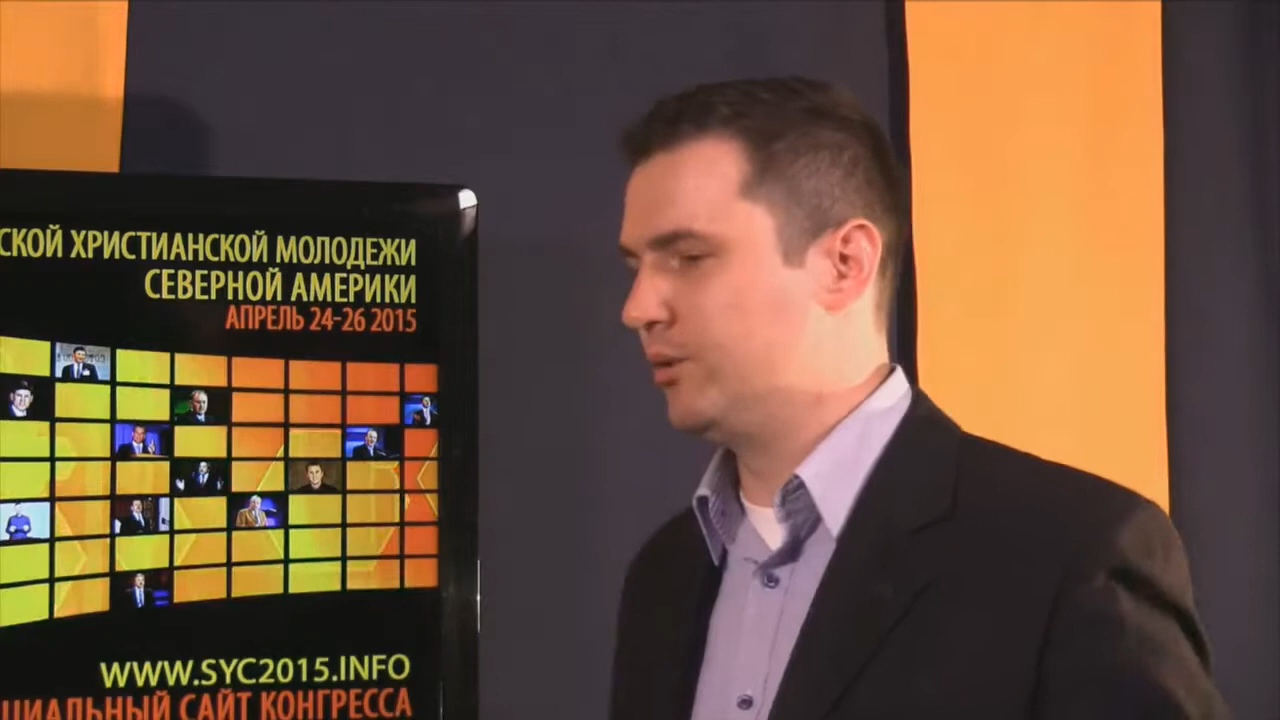 СКОЙ ХРИСТИАНСКОЙ МОЛОДЕЖИ
СЕВЕРНОЙ АМЕРИКИ
АПРЕЛЬ 24-26 2015
WWW.SYC2015.INFO
ЦИАЛЬНЫЙ САЙТ КОНГРЕССА